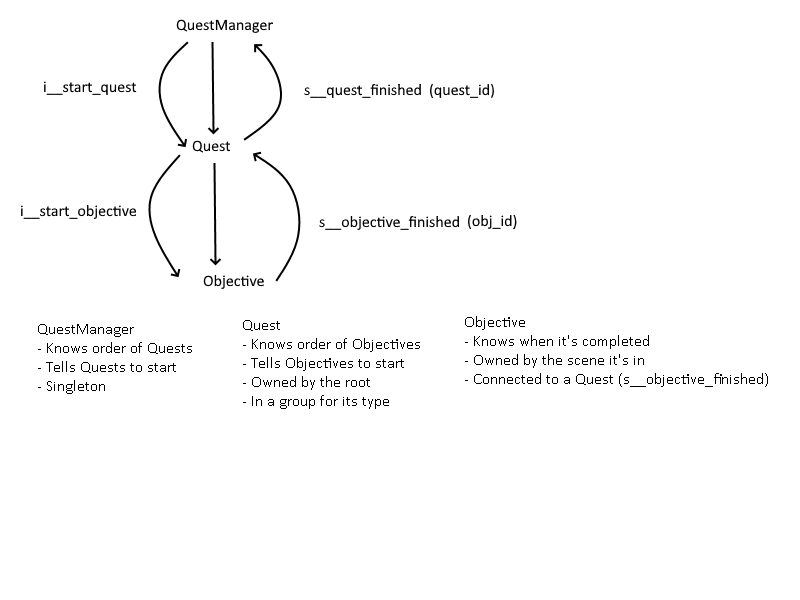 QuestManager
i__start_quest
s__quest_finished (quest_id)
Quest
i__start_objective
s__objective_finished (obj_id)
Objective
QuestManager
- Knows order of Quests
- Tells Quests to start
- Singleton
Quest
- Knows order of Objectives
- Tells Objectives to start
- Owned by the root
- In a group for its type
Objective
- Knows when it's completed
- Owned by the scene it's in
- Connected to a Quest (s__objective_finished)